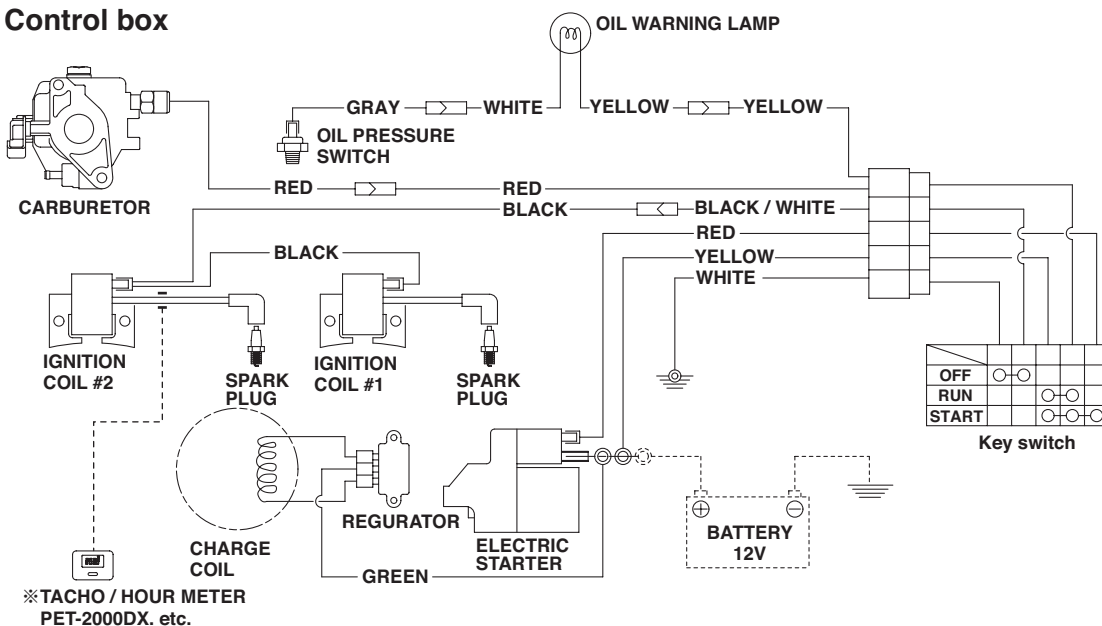 Control box
OIL WARNING LAMP
GRAY
WHITE
YELLOW
YELLOW
OIL PRESSURE
SWITCH
CARBURETOR
RED
RED
BLACK
BLACK / WHITE
RED
BLACK
YELLOW
WHITE
IGNITION
COIL #2
SPARK
PLUG
IGNITION
COIL #1
SPARK
PLUG
OFF
RUN
START
Key switch
REGURATOR
ELECTRIC
STARTER
BATTERY
12V
CHARGE
COIL
GREEN
※TACHO / HOUR METER
PET-2000DX, etc.